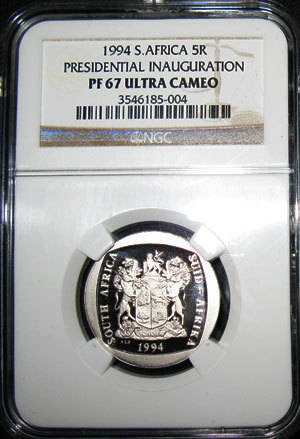 1994 S.AFRICA 5R
PRESIDENTIAL INAUGURATION
PF 67 ULTRA CAMEO
3546185-004
NGC
SOUTH AFRICA
SUID-AFRIKA
1994